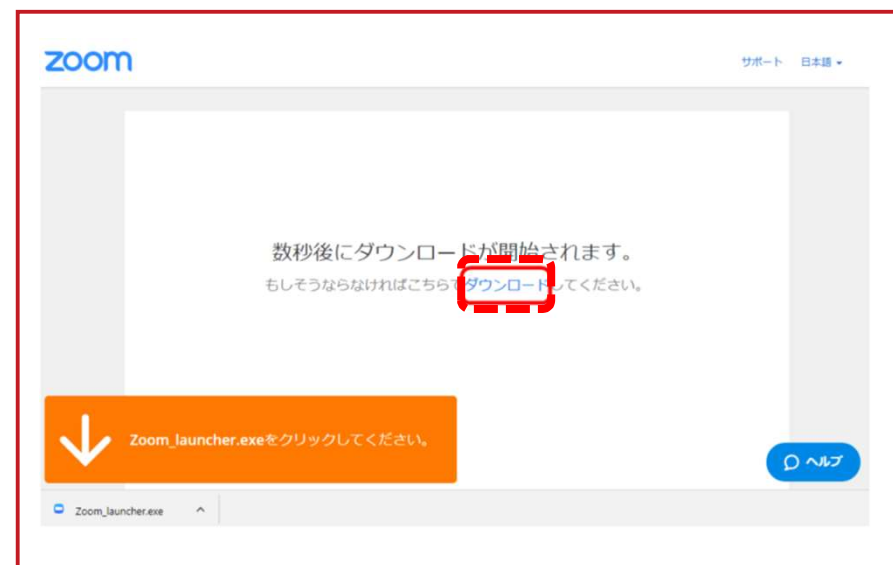 zoom
サポート 日本語
数秒後にダウンロードが開始されます。
もしそうならなければこちらでダウンロードしてください。
Zoom_launcher.exeをクリックしてください。
ヘルプ
Zoom_launcher.exe